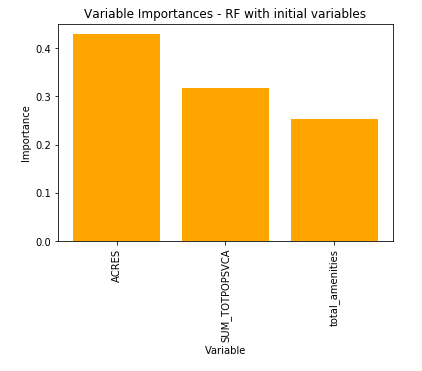 Variable Importances - RF with initial variables
0.4
0.3
0.2
0.1
0.0
Importance
ACRES
SUM_TOTPOPSVCA
total_amenities
Variable